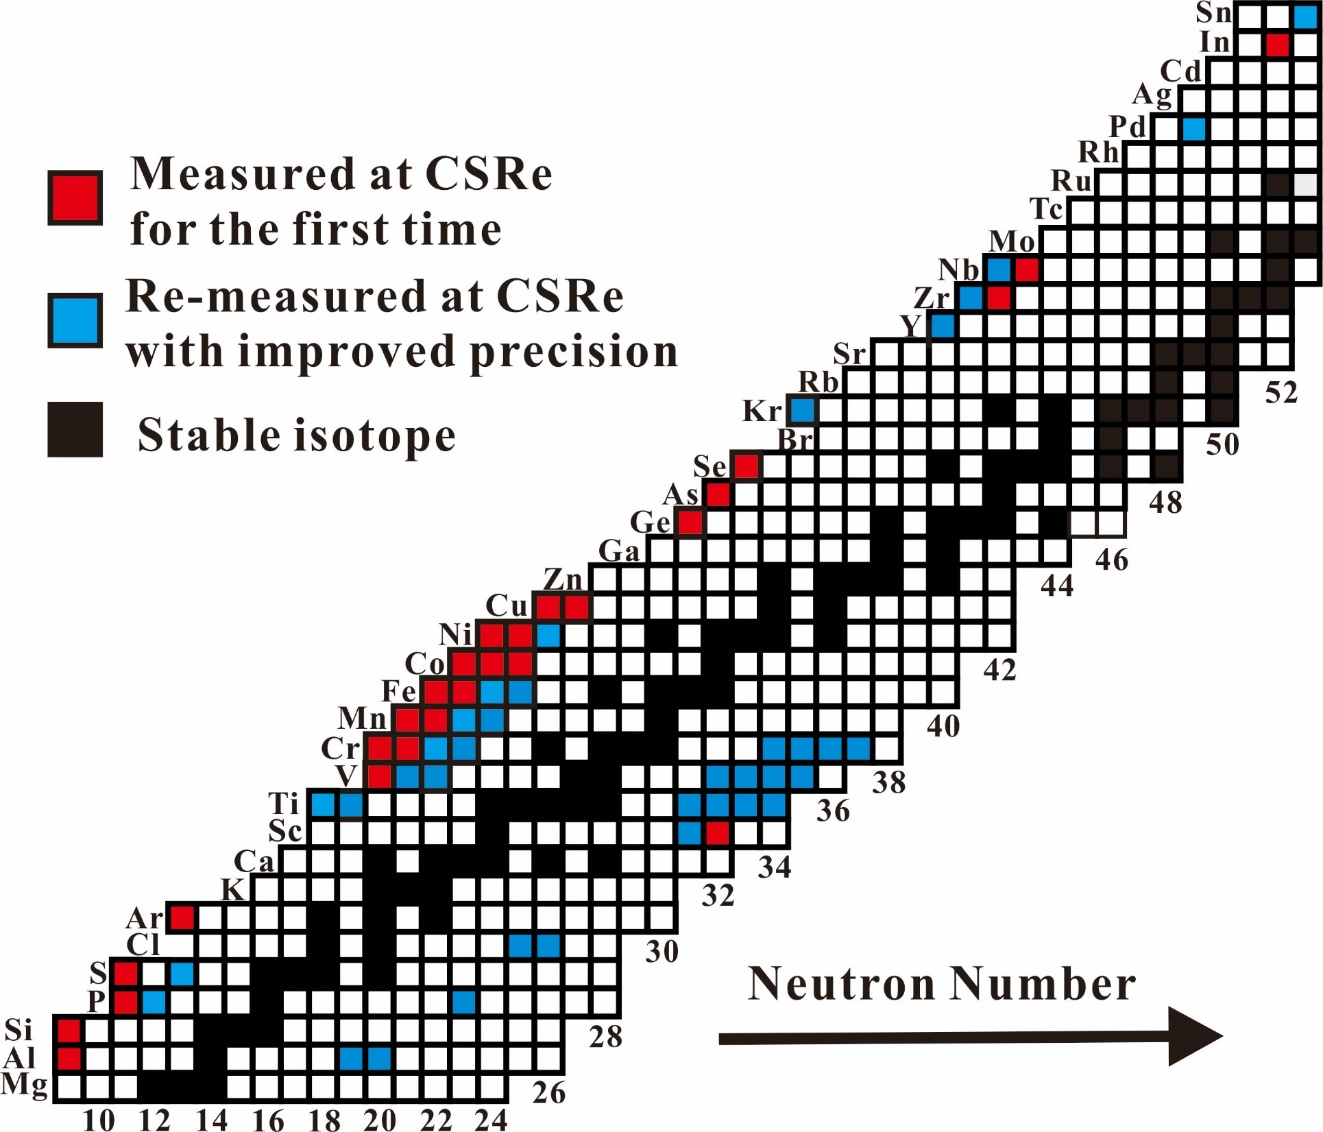 Sn
In
Cd
Ag
Pd
Rh
Ru
Tc
Mo
Nb
Zr
Y
Sr
Rb
Kr
Br
Se
As
Ge
Ga
Zn
Cu
Ni
Co
Fe
Mn
Cr
V
Ti
Sc
Ca
K
Ar
Cl
S
P
Si
Al
Mg
Measured at CSRe
for the first time
Re-measured at CSRe
with improved precision
Stable isotope
52
50
48
46
44
42
40
38
36
34
32
30
28
26
10 12 14 16 18 20 22 24
Neutron Number